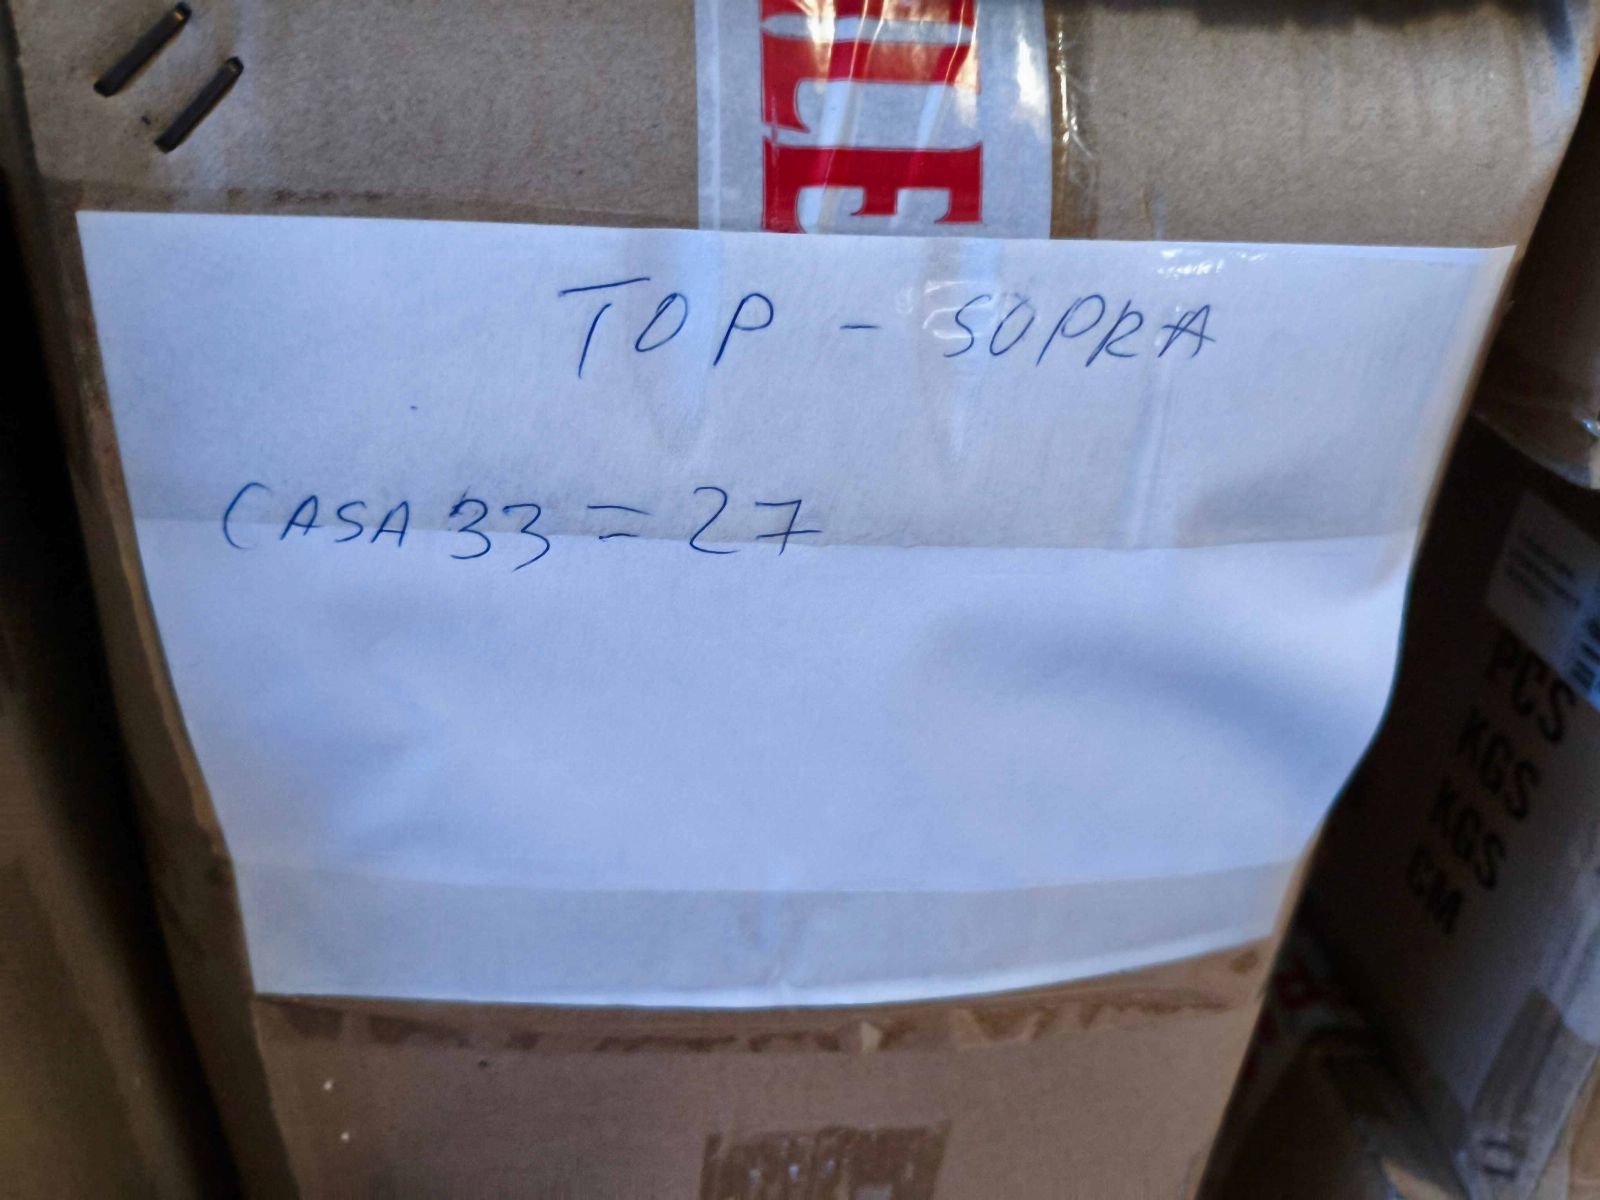 TOP - SOPRA
CASA 33 = 27
PCS
KGS
KGS
CM